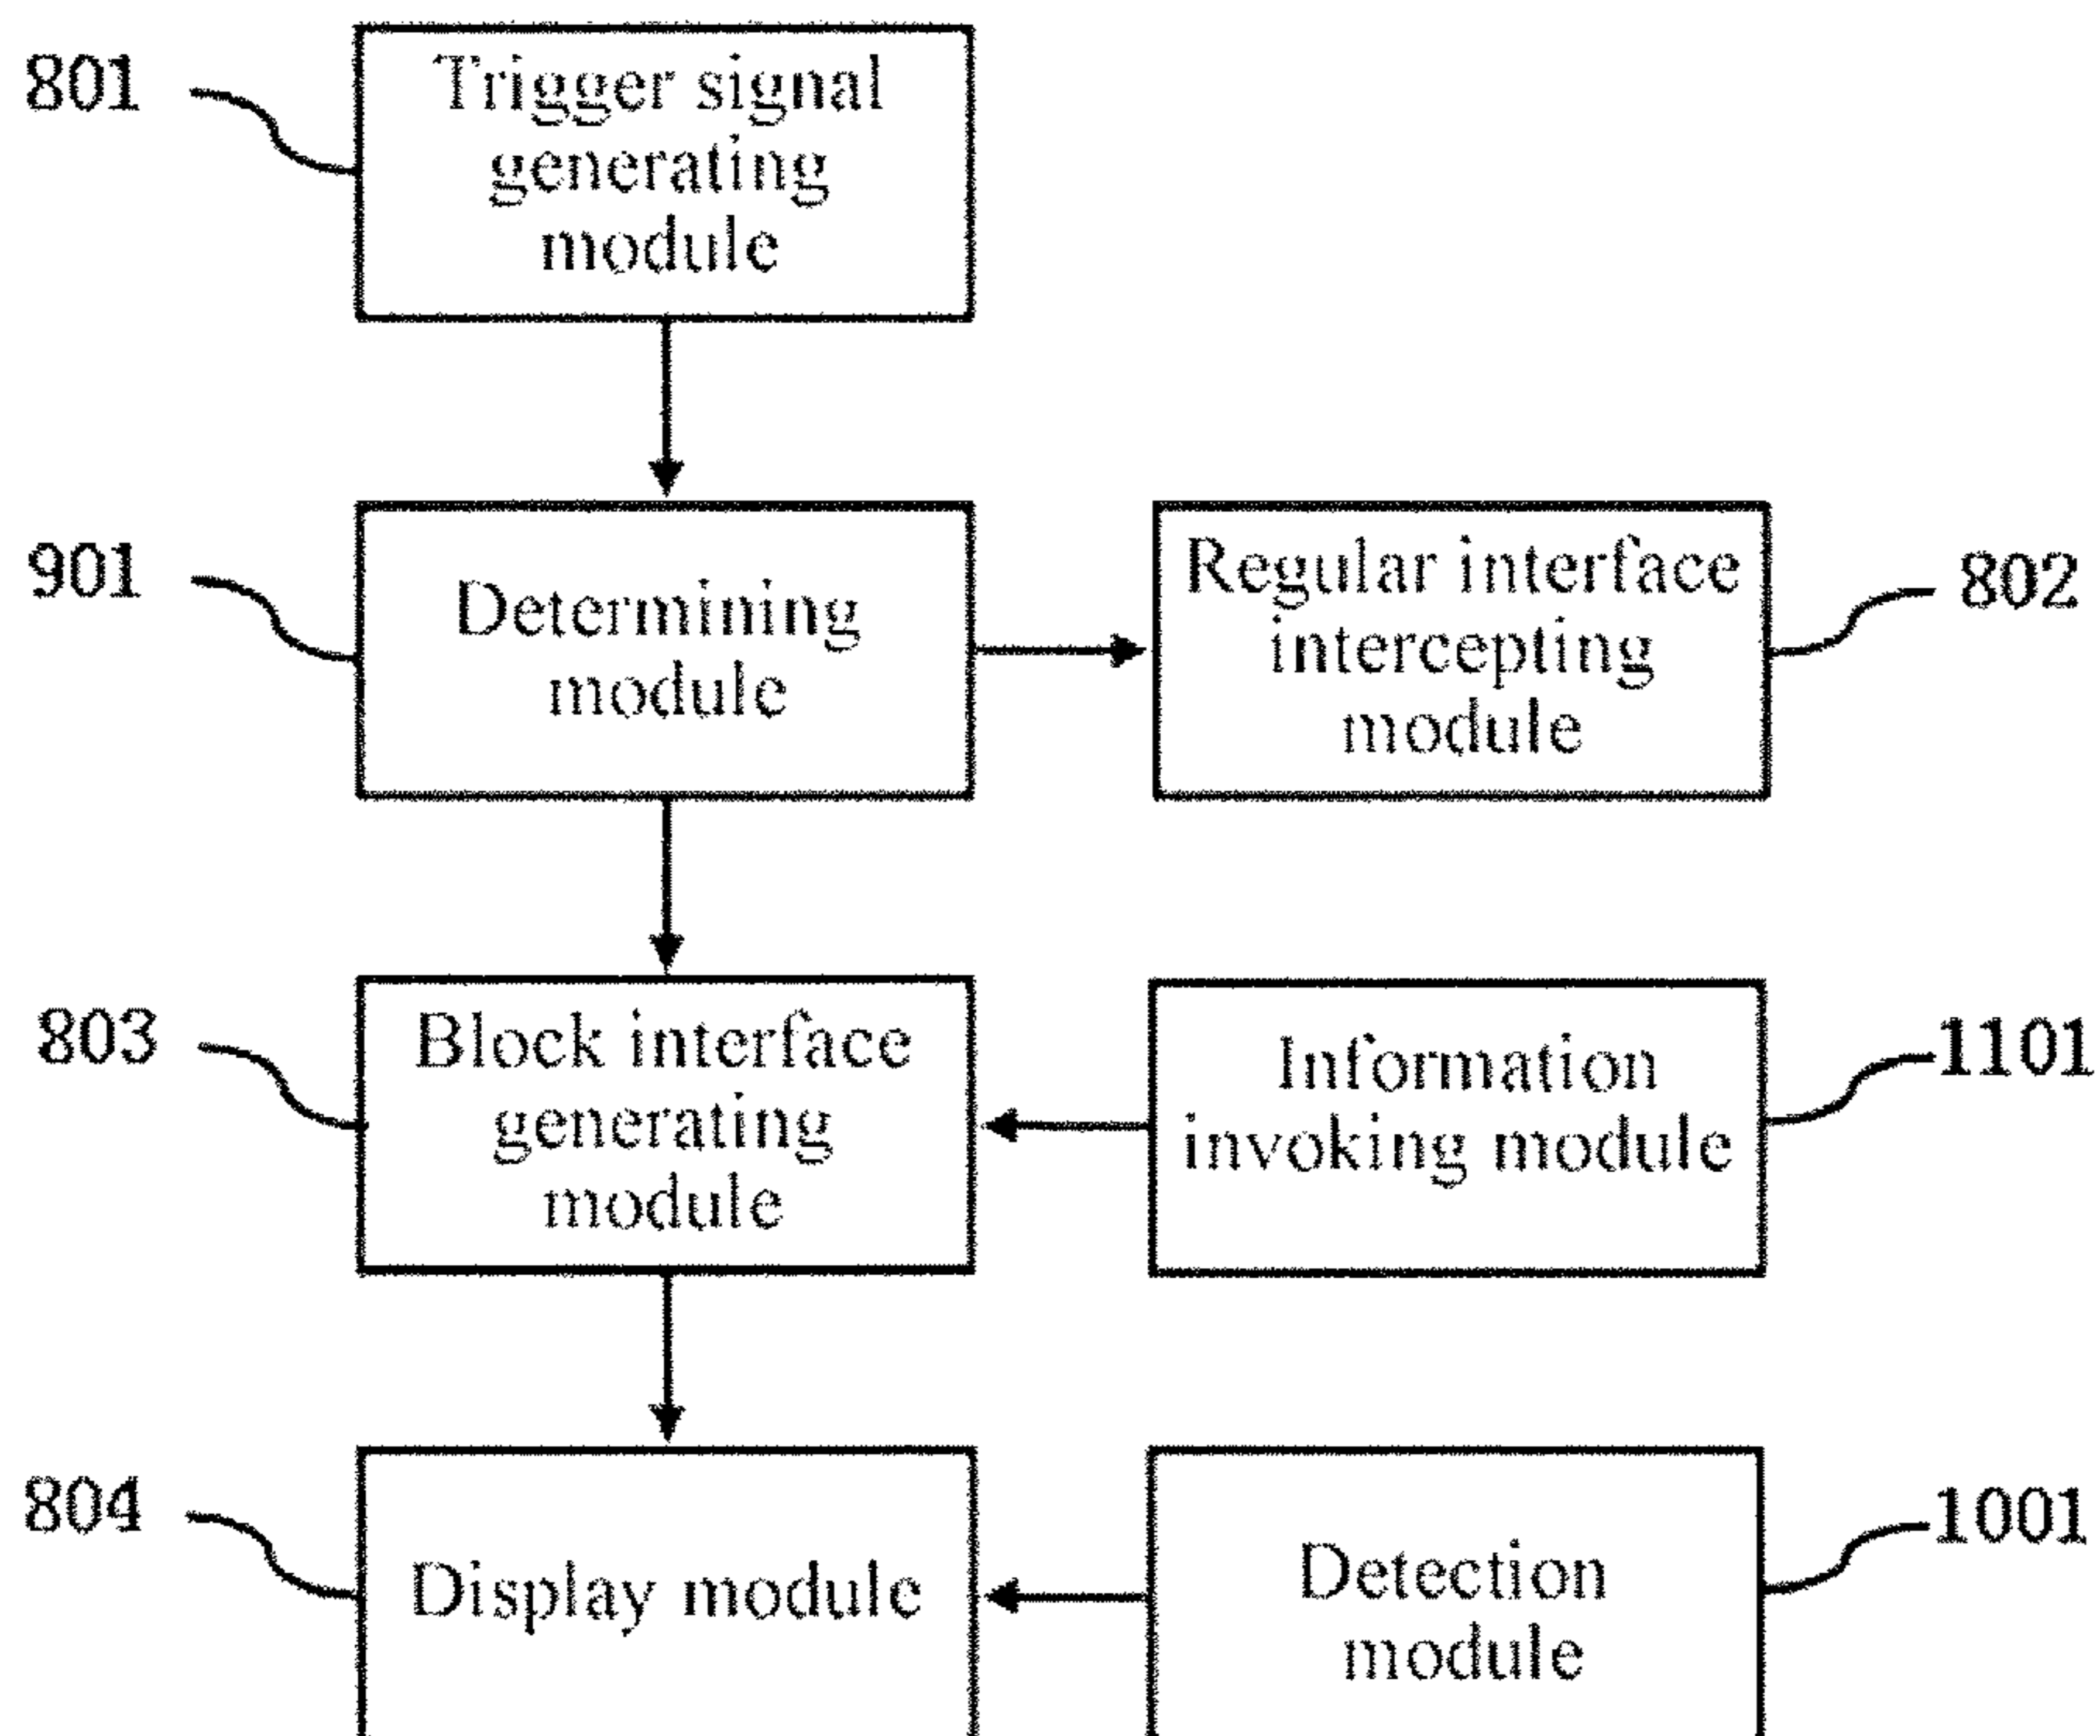 801
Trigger signal
generating
module
901
Determining
module
Regular interface
intercepting
module
802
803
Block interface
generating
module
Information
invoking module
1101
804
Display module
Detection
module
1001